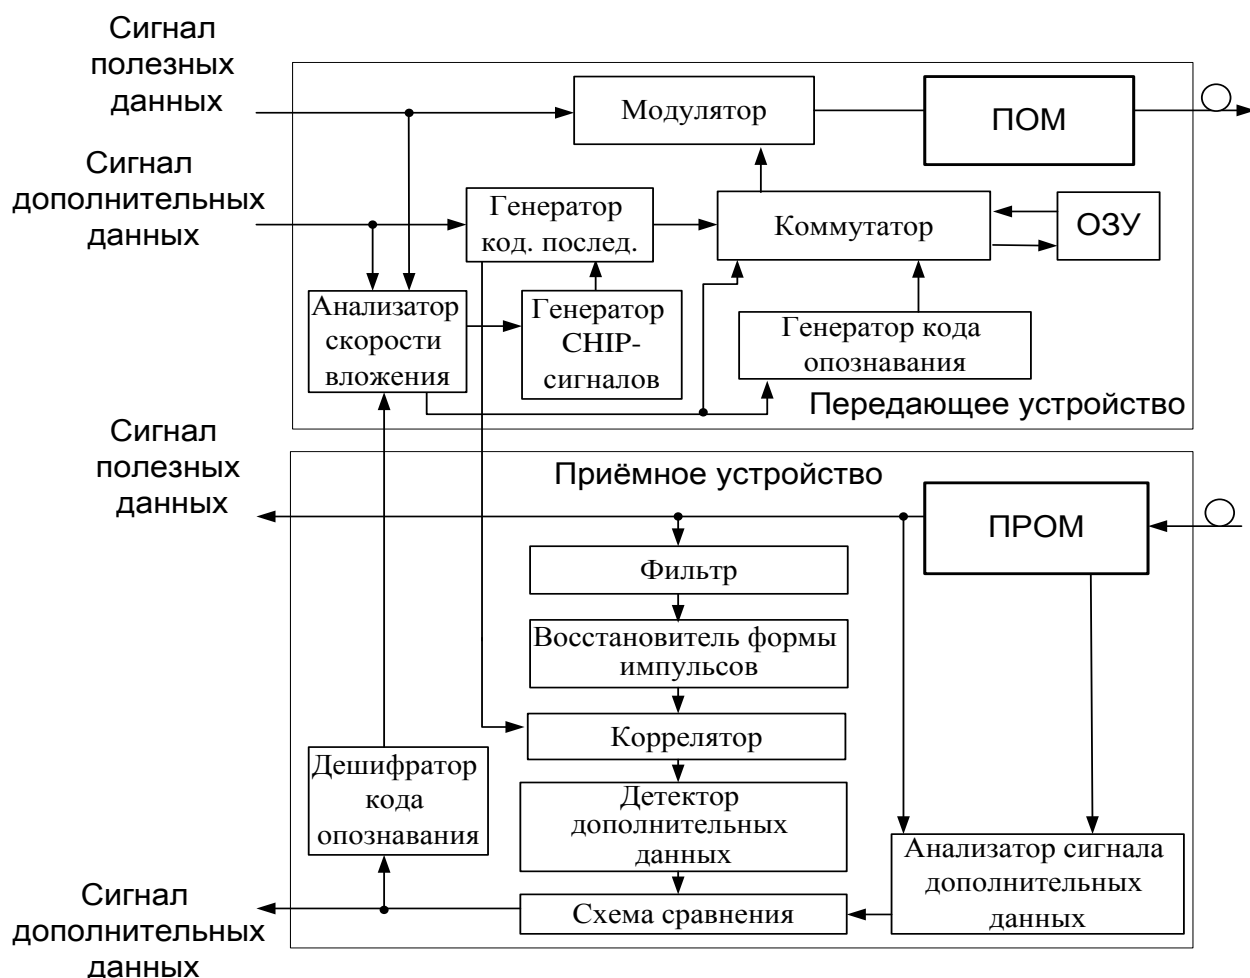 Сигнал
полезных
данных
Модулятор
ПОМ
Сигнал
дополнительных
данных
Генератор
код. послед.
Коммутатор
ОЗУ
Анализатор
скорости
вложения
Генератор
CHIP-
сигналов
Генератор кода
опознавания
Передающее устройство
Сигнал
полезных
данных
Приёмное устройство
ПРОМ
Фильтр
Восстановитель формы
импульсов
Коррелятор
Дешифратор
кода
опознавания
Детектор
дополнительных
данных
Анализатор сигнала
дополнительных
данных
Схема сравнения
Сигнал
дополнительных
данных